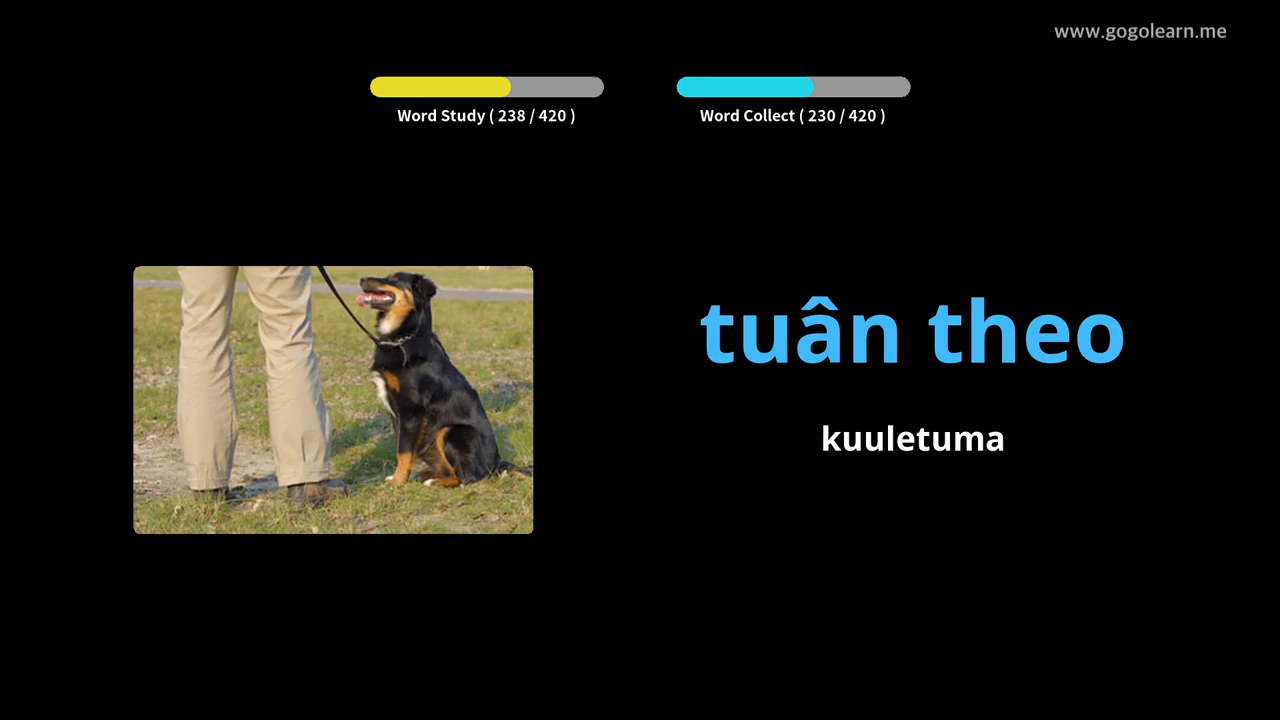 www.gogolearn.me
Word Study ( 238 / 420 )
Word Collect ( 230 / 420 )
tuân theo
kuuletuma